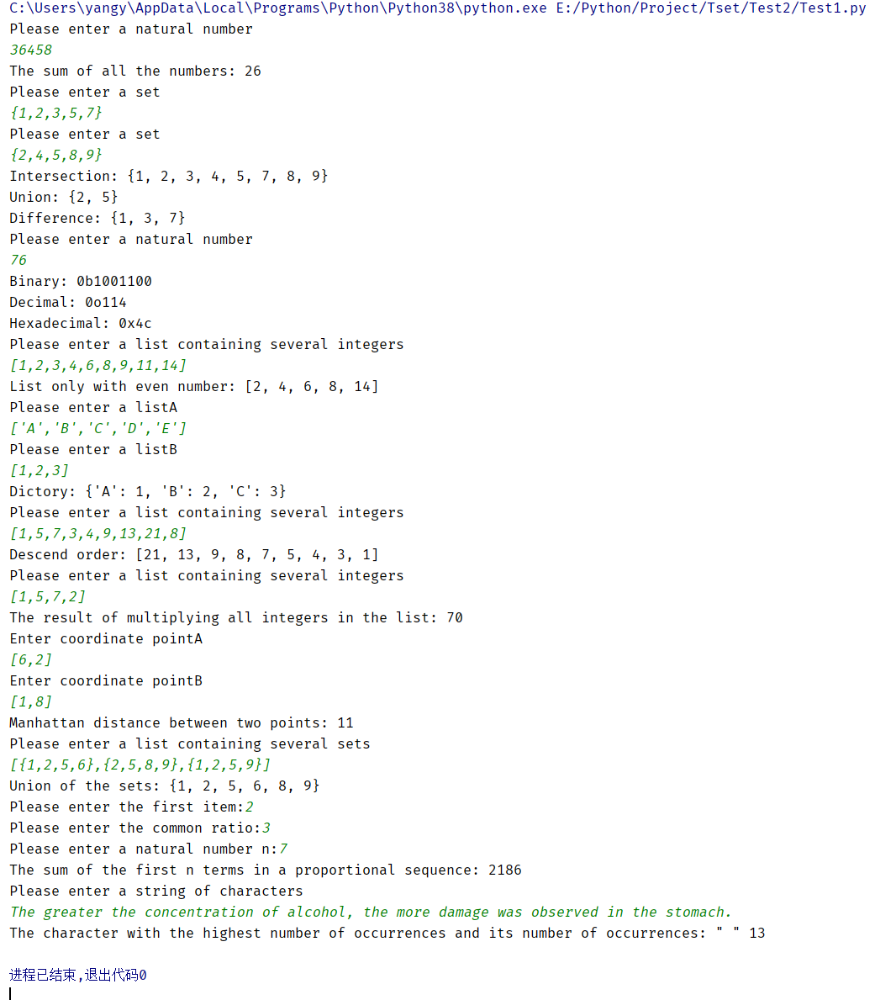 C:\Users\yangy\AppData\Local\Programs\Python\Python38\python.exe E:/Python/Project/Tset/Test2/Test1.py
Please enter a natural number
36458
The sum of all the numbers: 26
Please enter a set
{1,2,3,5,7}
Please enter a set
{2,4,5,8,9}
Intersection: {1, 2, 3, 4, 5, 7, 8, 9}
Union: {2, 5}
Difference: {1, 3, 7}
Please enter a natural number
76
Binary: 0b1001100
Decimal: 0o114
Hexadecimal: 0x4c
Please enter a list containing several integers
[1,2,3,4,6,8,9,11,14]
List only with even number: [2, 4, 6, 8, 14]
Please enter a listA
['A','B','C','D','E']
Please enter a listB
[1,2,3]
Dictory: {'A': 1, 'B': 2, 'C': 3}
Please enter a list containing several integers
[1,5,7,3,4,9,13,21,8]
Descend order: [21, 13, 9, 8, 7, 5, 4, 3, 1]
Please enter a list containing several integers
[1,5,7,2]
The result of multiplying all integers in the list: 70
Enter coordinate pointA
[6,2]
Enter coordinate pointB
[1,8]
Manhattan distance between two points: 11
Please enter a list containing several sets
[{1,2,5,6},{2,5,8,9},{1,2,5,9}]
Union of the sets: {1, 2, 5, 6, 8, 9}
Please enter the first item:2
Please enter the common ratio:3
Please enter a natural number n:7
The sum of the first n terms in a proportional sequence: 2186
Please enter a string of characters
The greater the concentration of alcohol, the more damage was observed in the stomach.
The character with the highest number of occurrences and its number of occurrences: " " 13
进程已结束,退出代码0